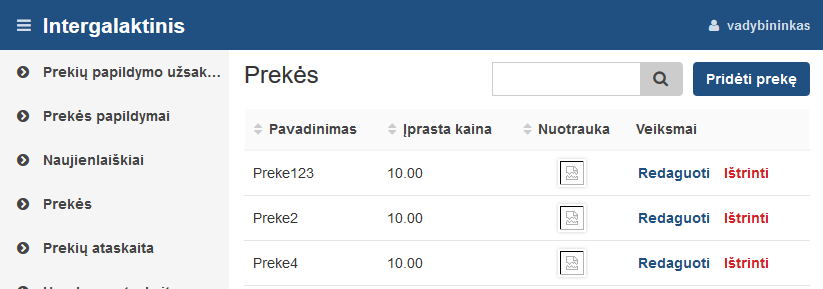 Intergalaktinis
vadybininkas
Prekių papildymo užsak...
Prekės papildymai
Naujienlaiškiai
Prekės
Prekių ataskaita
Prekės
Pridėti prekę
Pavadinimas Įprasta kaina Nuotrauka Veiksmai
Preke123 10.00 Redaguoti Ištrinti
Preke2 10.00 Redaguoti Ištrinti
Preke4 10.00 Redaguoti Ištrinti